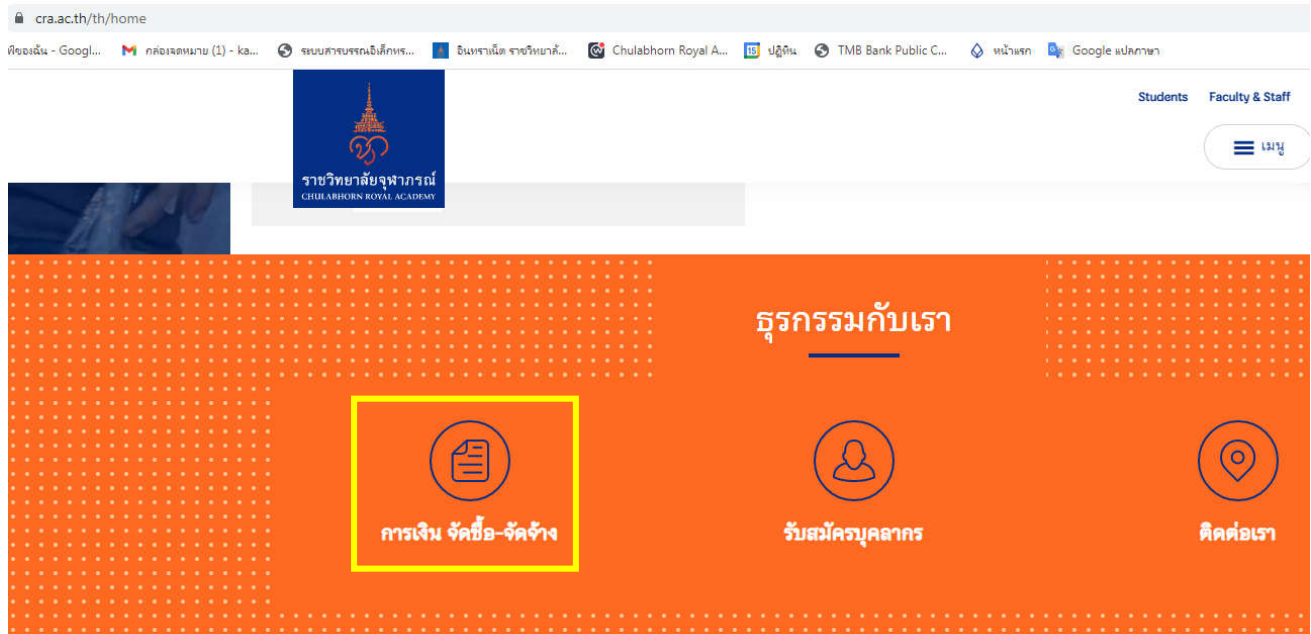 cra.ac.th/th/home
พีของฉัน - Googl... กล่องจดหมาย (1) - ka... ระบบสารบรรณอิเล็กทร... อินทราเน็ต ราชวิทยาลั... Chulabhorn Royal A... 15 ปฏิทิน TMB Bank Public C... หน้าแรก Google แปลภาษา
Students Faculty & Staff
เมนู
ราชวิทยาลัยจุฬาภรณ์
CHULABHORN ROYAL ACADEMY
ธุรกรรมกับเรา
การเงิน จัดซื้อ-จัดจ้าง รับสมัครบุคลากร ติดต่อเรา